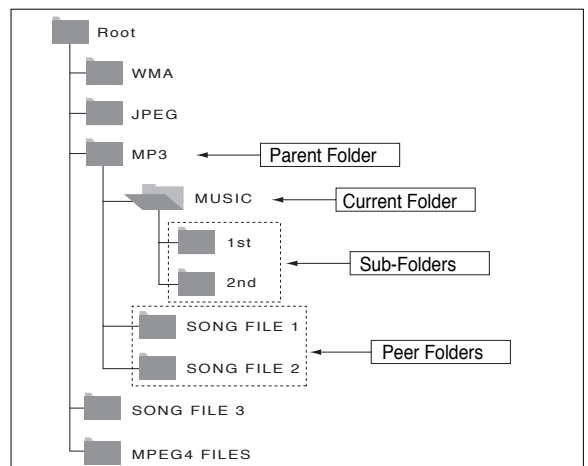 Root
WMA
JPEG
MP3
Parent Folder
MUSIC
Current Folder
1st
Sub-Folders
2nd
SONG FILE 1
Peer Folders
SONG FILE 2
SONG FILE 3
MPEG4 FILES